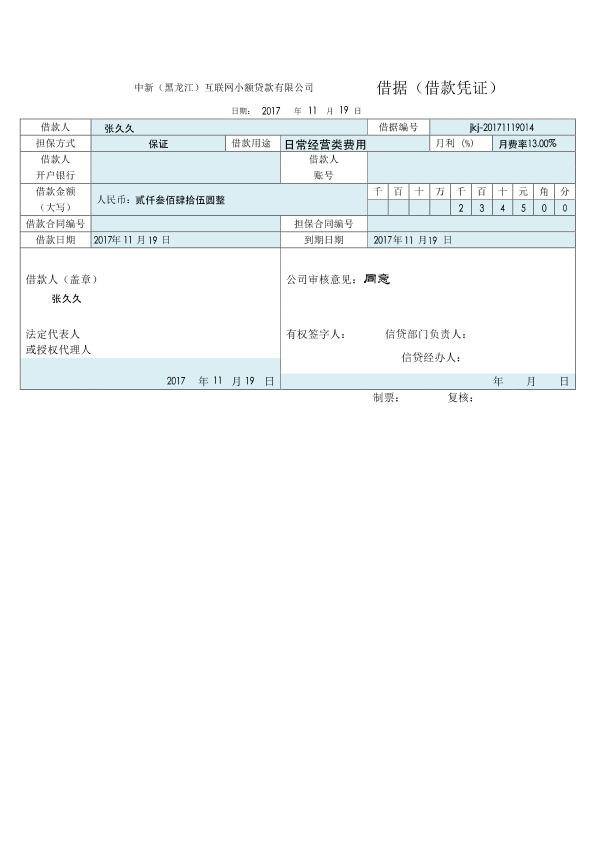 中新（黑龙江）互联网小额贷款有限公司 借据（借款凭证）
日期： 2017 年 11 月 19 日
借款人 张久久 借据编号 jkj-20171119014
担保方式 保证 借款用途 日常经营类费用 月利（%） 月费率13.00%
借款人 借款人
开户银行 账号
借款金额 人民币：贰仟叁佰肆拾伍圆整 千 百 十 万 千 百 十 元 角 分
（大写） 2 3 4 5 0 0
借款合同编号 担保合同编号
借款日期 2017年 11 月 19 日 到期日期 2017年 11 月19 日
借款人（盖章） 公司审核意见：同意
张久久
法定代表人 有权签字人： 信贷部门负责人：
或授权代理人
信贷经办人：
2017 年 11 月 19 日 年 月 日
制票： 复核：